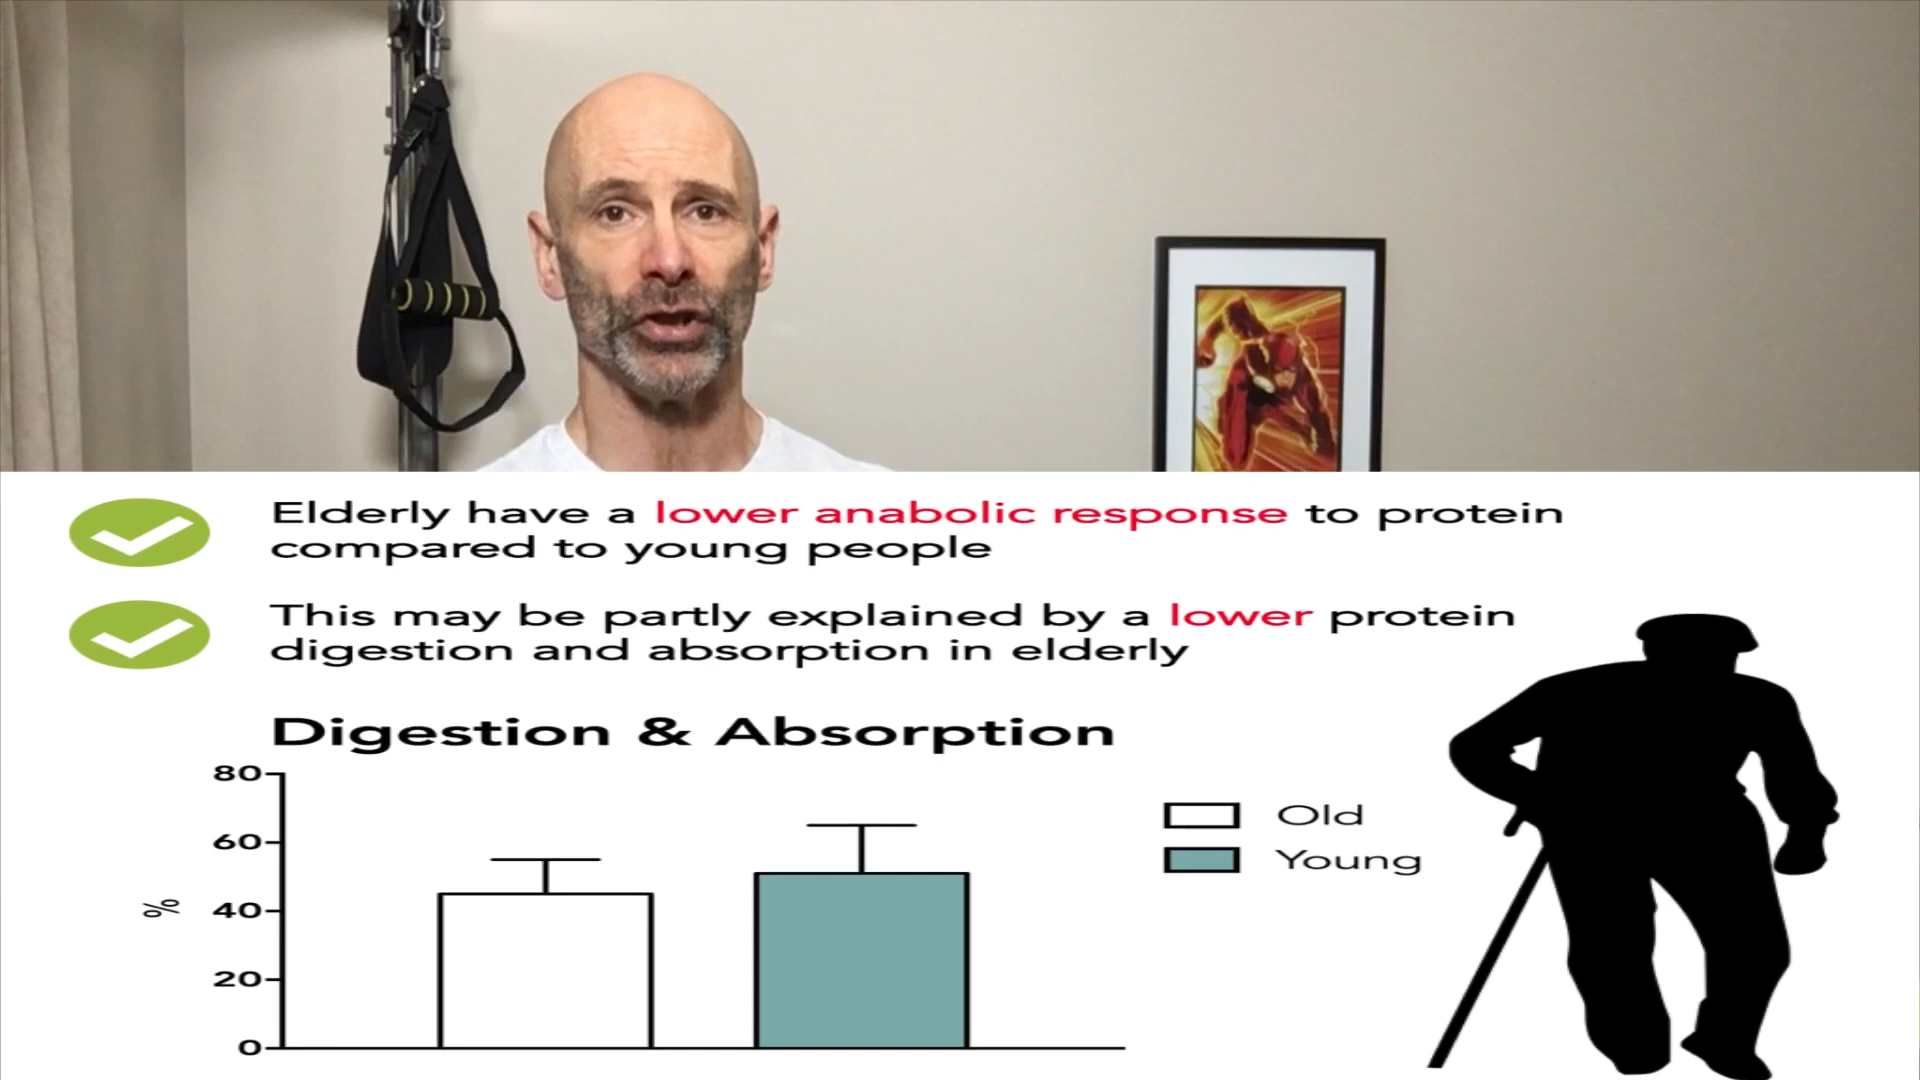 Elderly have a lower anabolic response to protein
compared to young people
This may be partly explained by a lower protein
digestion and absorption in elderly
Digestion & Absorption
80
60
40
20
0
%
Old
Young